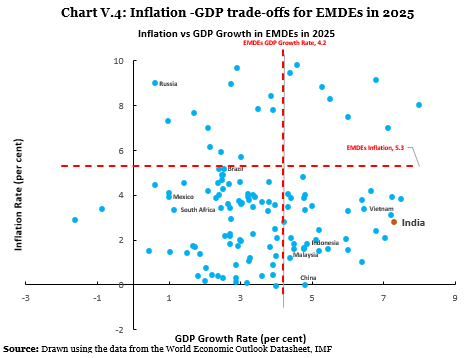 Chart V.4: Inflation -GDP trade-offs for EMDEs in 2025
Inflation vs GDP Growth in EMDEs in 2025
EMDEs GDP Growth Rate, 4.2
10
Russia
8
6
EMDEs Inflation, 5.3
Brazil
4
Mexico
South Africa
Vietnam
India
2
Indonesia
Malaysia
China
0
-3
-1
1
3
5
7
9
-2
Inflation Rate (per cent)
GDP Growth Rate (per cent)
Source: Drawn using the data from the World Economic Outlook Datasheet, IMF